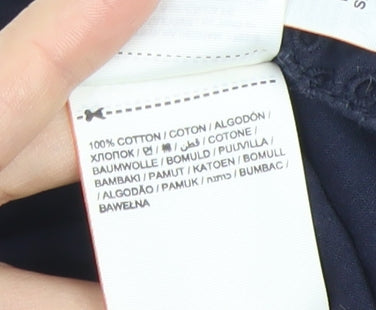 100% COTTON / COTON / ALGODÓN /
ХЛОПОК / 면 / 棉 / قطن / COTONE /
BAUMWOLLE / BOMULD / PUUVILLA /
BAMBAKI / PAMUT / KATOEN / BOMULL
/ ALGODÃO / PAMUK / כותנה / BUMBAC /
BAWEŁNA